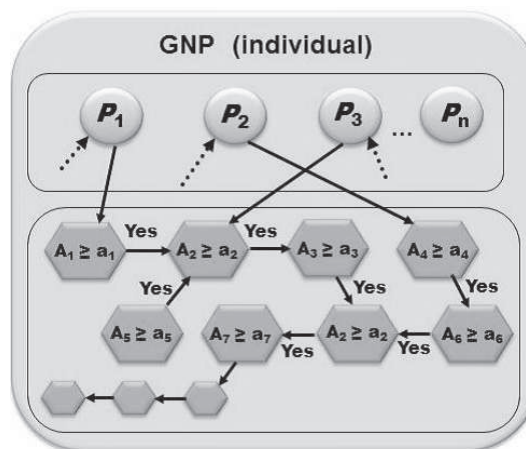 GNP (individual)
P1 P2 P3 ... Pn
A1 ≥ a1 Yes A2 ≥ a2 Yes A3 ≥ a3 A4 ≥ a4
Yes Yes Yes
A5 ≥ a5 A7 ≥ a7 Yes A2 ≥ a2 Yes A6 ≥ a6